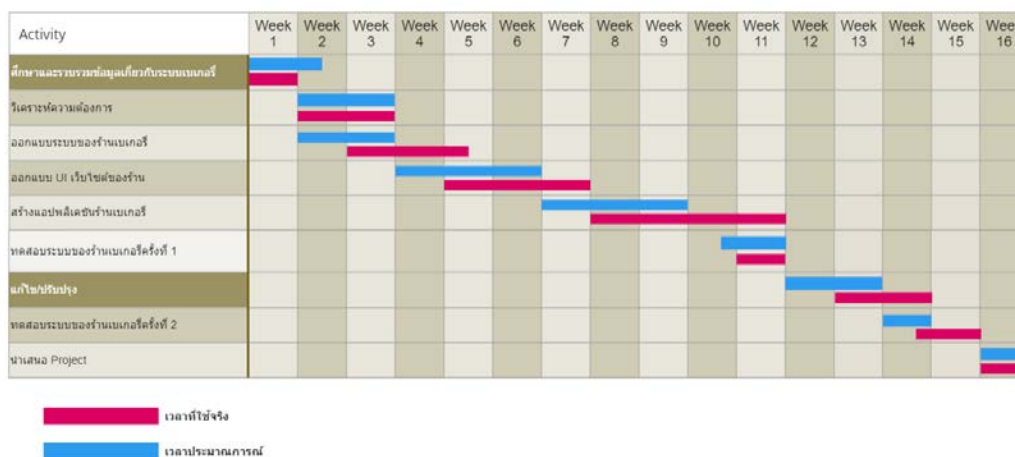 Activity
Week 1
Week 2
Week 3
Week 4
Week 5
Week 6
Week 7
Week 8
Week 9
Week 10
Week 11
Week 12
Week 13
Week 14
Week 15
Week 16
ศึกษาและรวบรวมข้อมูลเกี่ยวกับระบบเบเกอรี่
วิเคราะห์ความต้องการ
ออกแบบระบบของร้านเบเกอรี่
ออกแบบ UI เว็บไซต์ของร้าน
สร้างแอปพลิเคชันร้านเบเกอรี่
ทดสอบระบบของร้านเบเกอรี่ครั้งที่ 1
แก้ไข/ปรับปรุง
ทดสอบระบบของร้านเบเกอรี่ครั้งที่ 2
นำเสนอ Project
เวลาที่ใช้จริง
เวลาประมาณการณ์